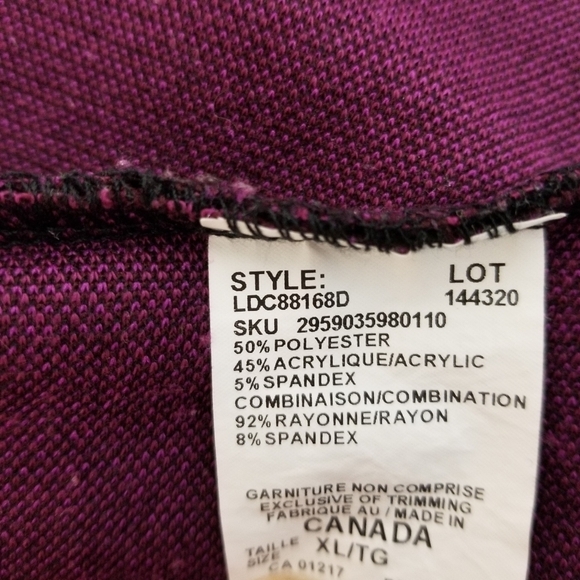 STYLE: LOT
LDC88168D 144320
SKU 2959035980110
50% POLYESTER
45% ACRYLIQUE/ACRYLIC
5% SPANDEX
COMBINAISON/COMBINATION
92% RAYONNE/RAYON
8% SPANDEX
GARNITURE NON COMPRISE
EXCLUSIVE OF TRIMMING
FABRIQUE AU / MADE IN
CANADA
TAILLE XL/TG
SIZE
CA 01217